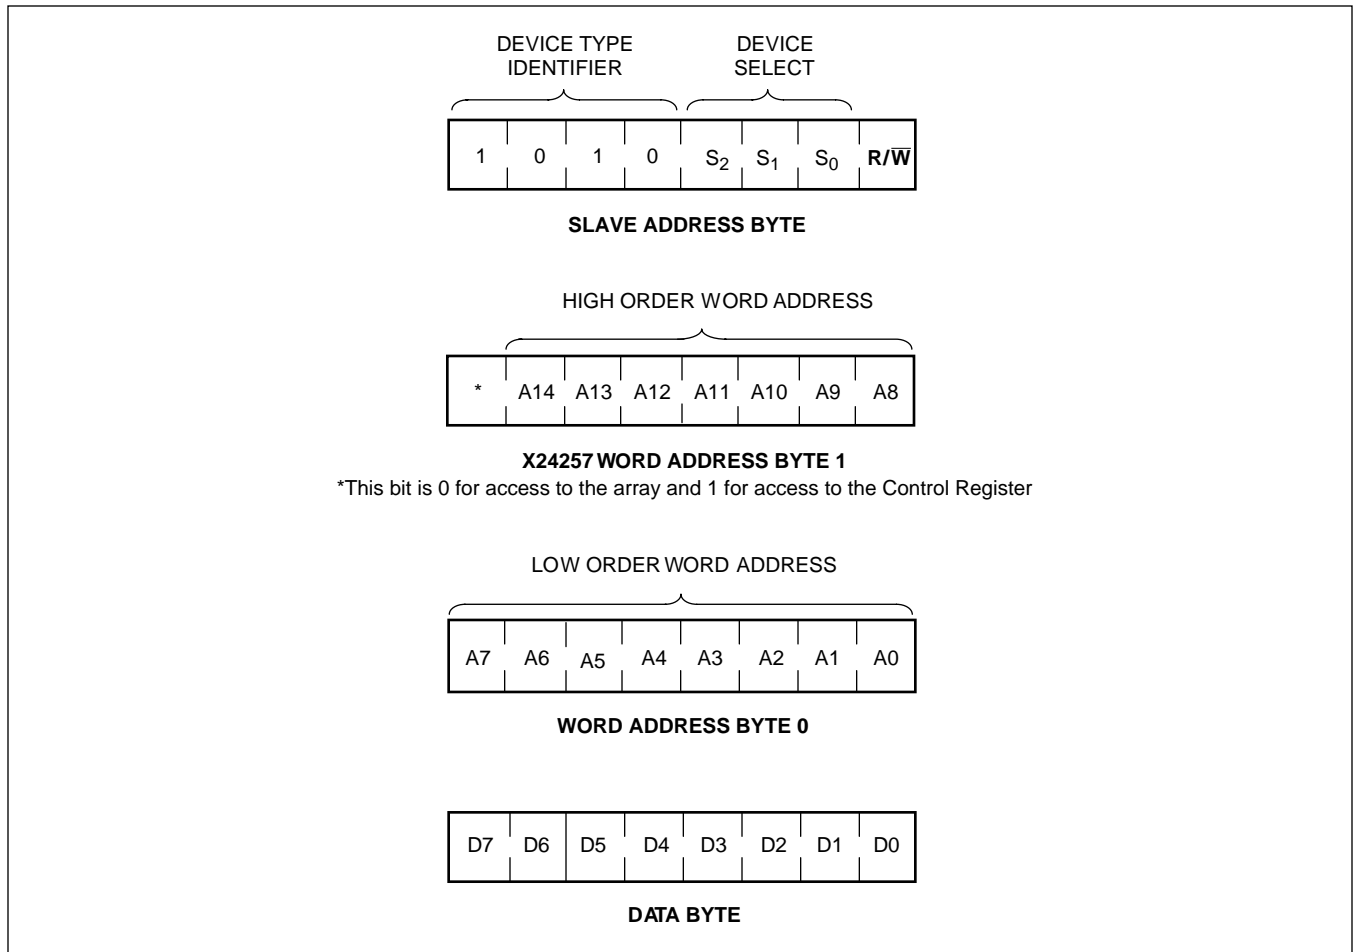 DEVICE TYPE IDENTIFIER
DEVICE SELECT
1 0 1 0 S2 S1 S0 R/W̅
SLAVE ADDRESS BYTE
HIGH ORDER WORD ADDRESS
* A14 A13 A12 A11 A10 A9 A8
X24257 WORD ADDRESS BYTE 1
*This bit is 0 for access to the array and 1 for access to the Control Register
LOW ORDER WORD ADDRESS
A7 A6 A5 A4 A3 A2 A1 A0
WORD ADDRESS BYTE 0
D7 D6 D5 D4 D3 D2 D1 D0
DATA BYTE